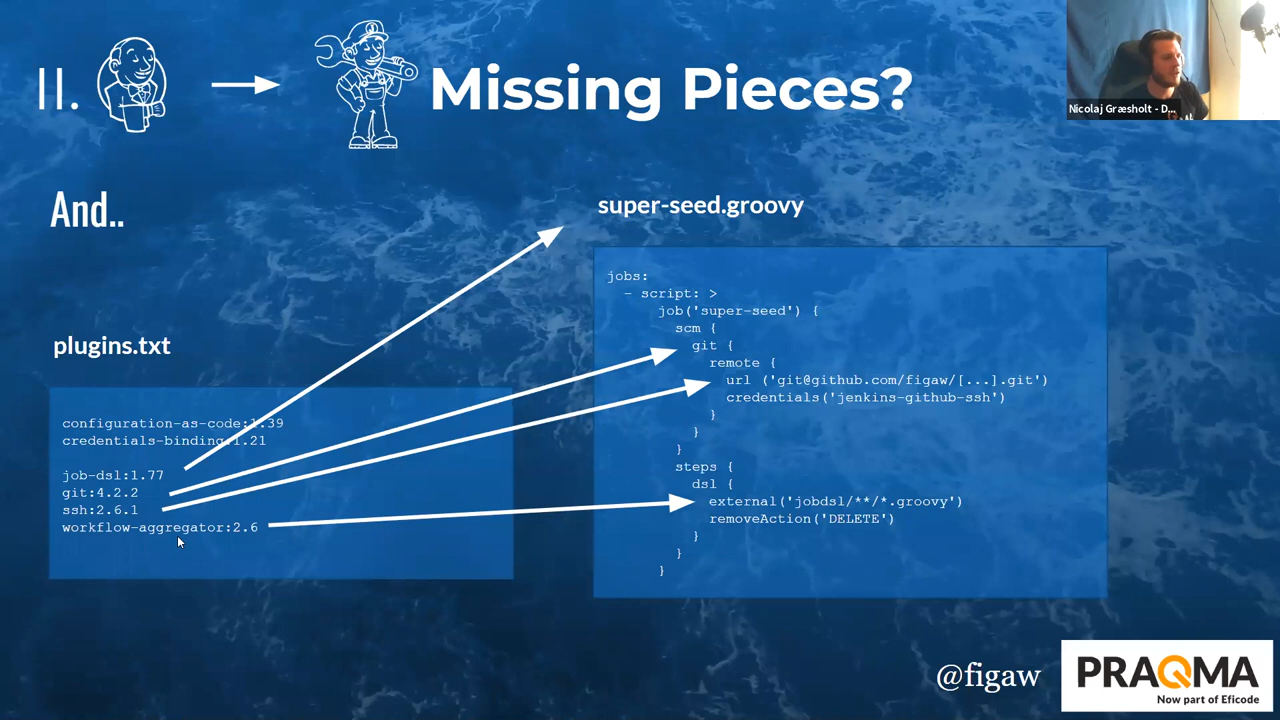 II.
Missing Pieces?
Nicolaj Græsholt - D...
And..
super-seed.groovy
jobs:
- script: >
job('super-seed') {
scm {
git {
remote {
url ('git@github.com/figaw/[...].git')
credentials('jenkins-github-ssh')
}
}
}
steps {
dsl {
external('jobdsl/**/*.groovy')
removeAction('DELETE')
}
}
}
plugins.txt
configuration-as-code:1.39
credentials-binding:1.21
job-dsl:1.77
git:4.2.2
ssh:2.6.1
workflow-aggregator:2.6
@figaw
PRAQMA
Now part of Eficode